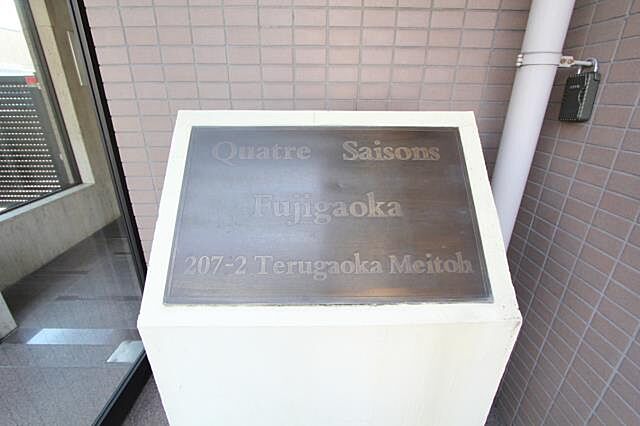 Quatre Saisons
Fujigaoka
207-2 Terugaoka Meitoh